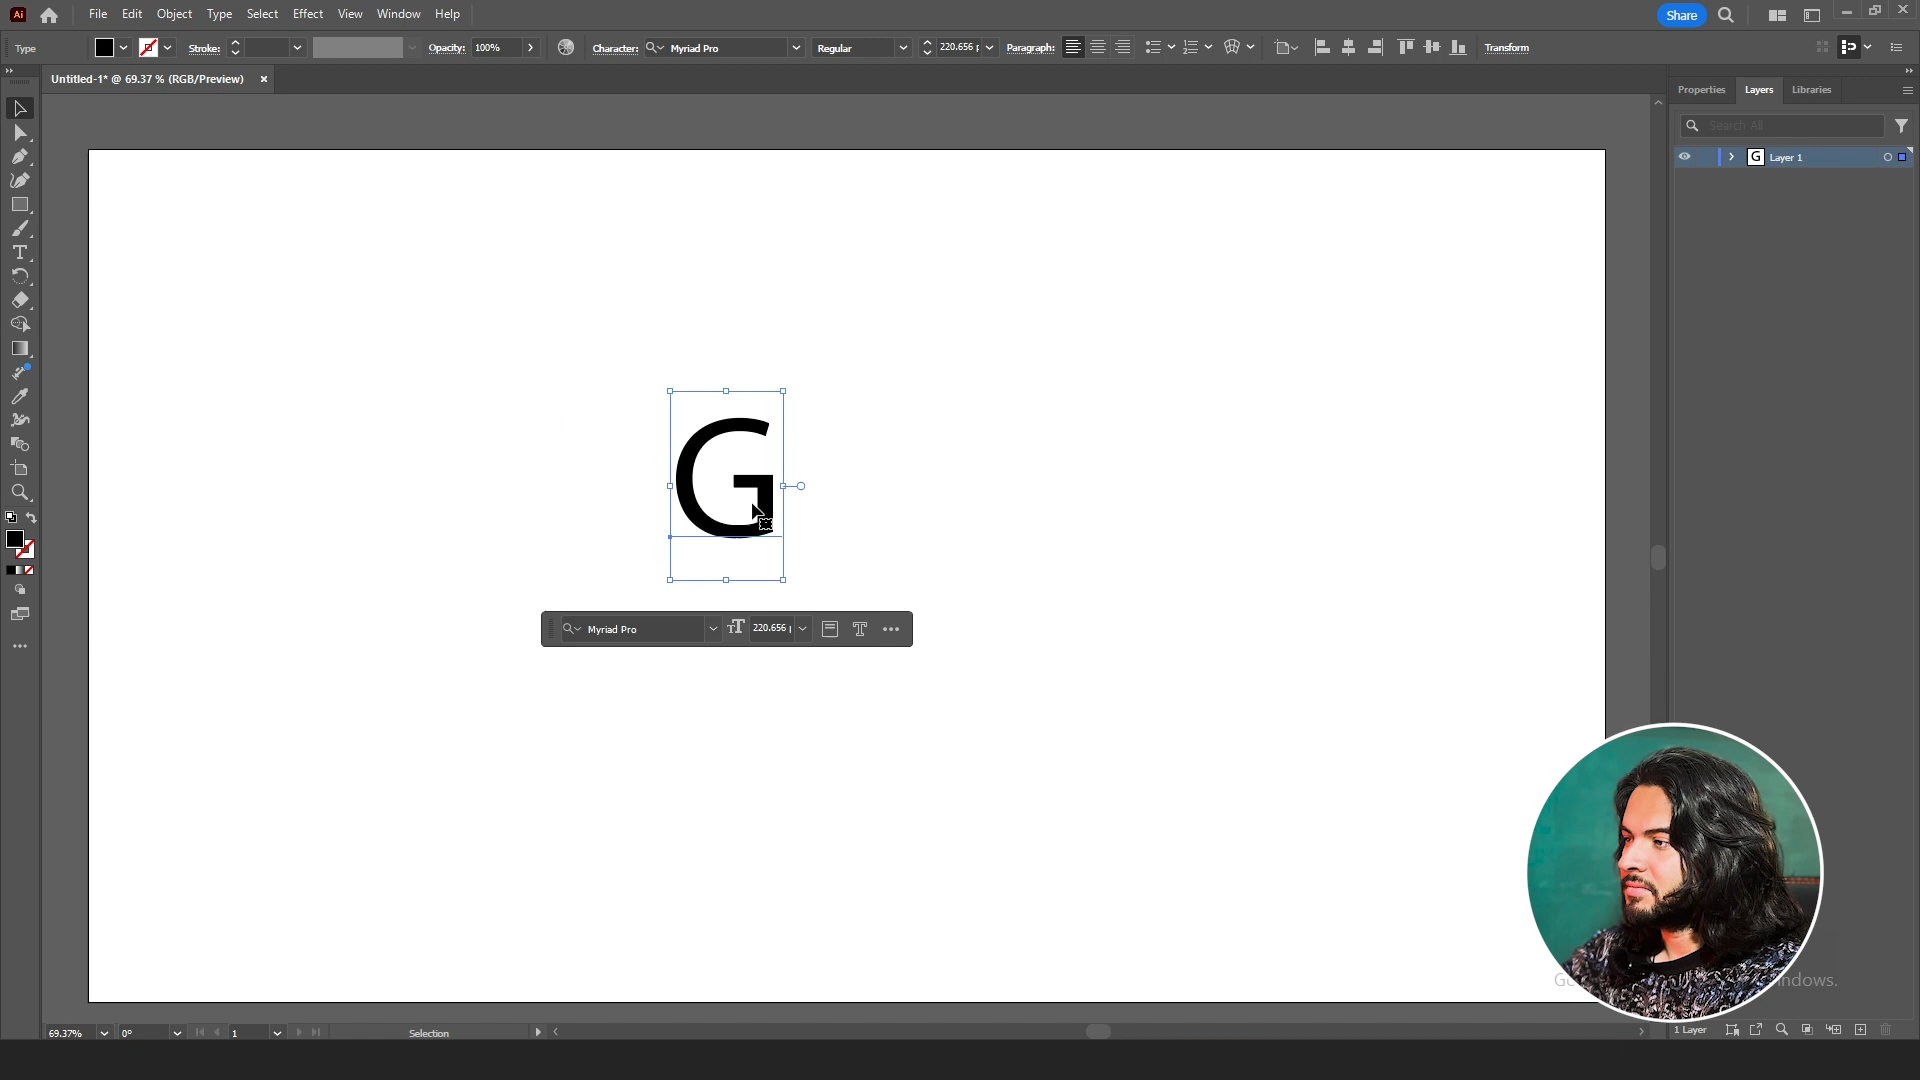 Ai File Edit Object Type Select Effect View Window Help Share
Type Stroke: Opacity: 100% Character: Myriad Pro Regular 220.656 Paragraph: Transform
Untitled-1* @ 69.37 % (RGB/Preview) ×
Properties Layers Libraries
Search All
G Layer 1
G
Myriad Pro 220.656
69.37% 0° 1 Selection
1 Layer